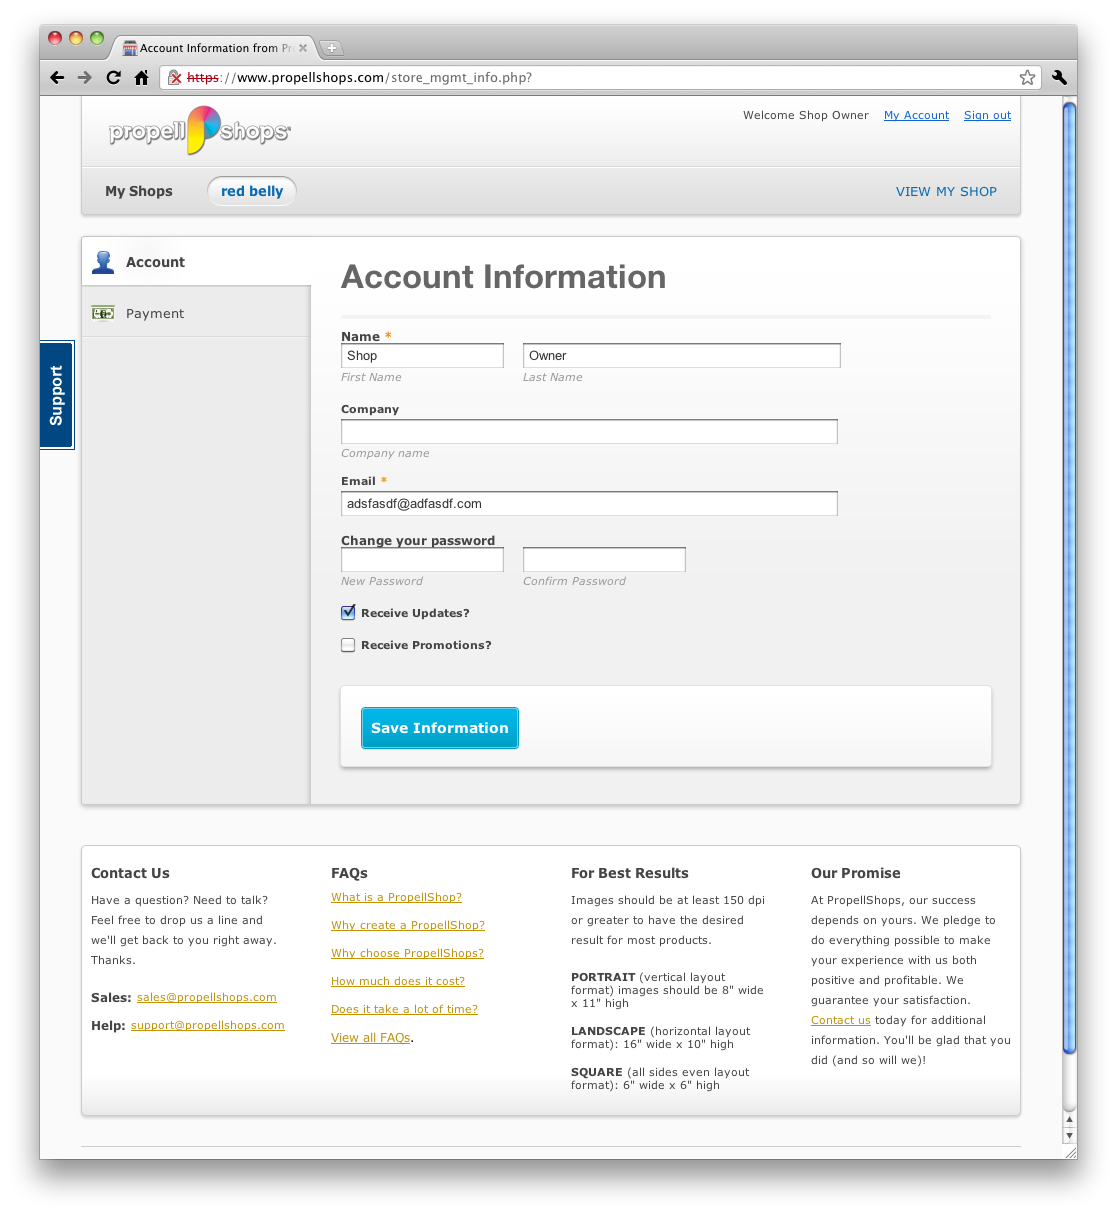 Account Information from Pr
https://www.propellshops.com/store_mgmt_info.php?
propell shops
Welcome Shop Owner My Account Sign out
My Shops red belly VIEW MY SHOP
Account
Payment
Support
Account Information
Name *
Shop Owner
First Name Last Name
Company
Company name
Email *
adsfasdf@adfasdf.com
Change your password
New Password Confirm Password
Receive Updates?
Receive Promotions?
Save Information
Contact Us
Have a question? Need to talk?
Feel free to drop us a line and
we'll get back to you right away.
Thanks.
Sales: sales@propellshops.com
Help: support@propellshops.com
FAQs
What is a PropellShop?
Why create a PropellShop?
Why choose PropellShops?
How much does it cost?
Does it take a lot of time?
View all FAQs.
For Best Results
Images should be at least 150 dpi
or greater to have the desired
result for most products.
PORTRAIT (vertical layout
format) images should be 8" wide
x 11" high
LANDSCAPE (horizontal layout
format): 16" wide x 10" high
SQUARE (all sides even layout
format): 6" wide x 6" high
Our Promise
At PropellShops, our success
depends on yours. We pledge to
do everything possible to make
your experience with us both
positive and profitable. We
guarantee your satisfaction.
Contact us today for additional
information. You'll be glad that you
did (and so will we)!